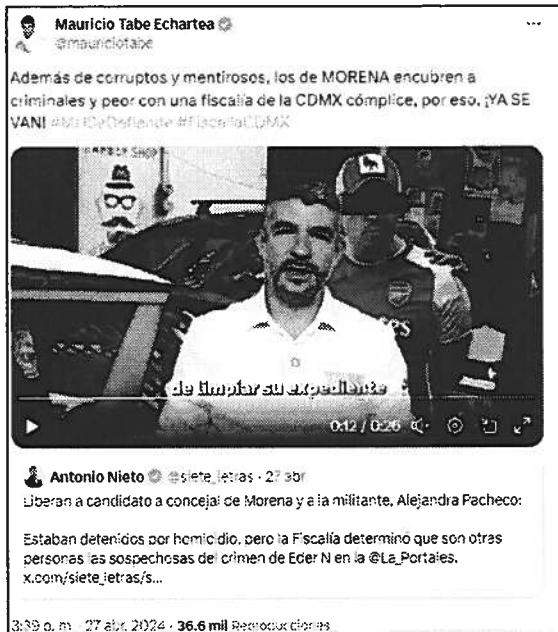 Mauricio Tabe Echartea
@mauriciotabe
Además de corruptos y mentirosos, los de MORENA encubren a
criminales y peor con una fiscalía de la CDMX cómplice, por eso, ¡YA SE
VAN! #FiscalíaCDMX
BARBER SHOP
de limpiar su expediente
0:12 / 0:26
Antonio Nieto @siete_letras · 27 abr
Liberan a candidato a concejal de Morena y a la militante, Alejandra Pacheco:
Estaban detenidos por homicidio, pero la Fiscalía determinó que son otras
personas las sospechosas del crimen de Eder N en la @La_Portales.
x.com/siete_letras/s...
3:39 p. m. · 27 abr. 2024 · 36.6 mil Reproducciones